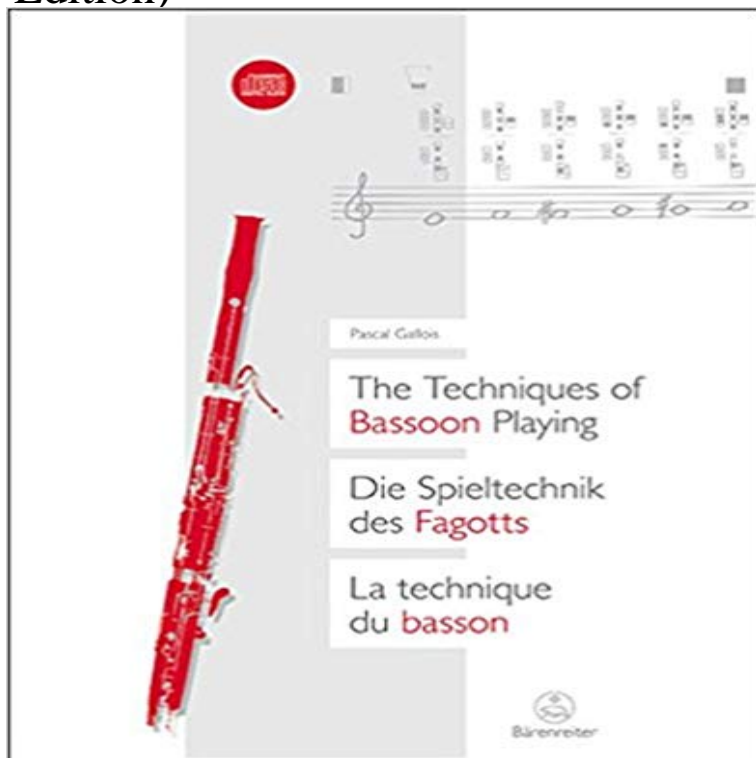 Edition)
Pascal Gallois
The Techniques of
Bassoon Playing
Die Spieltechnik
des Fagotts
La technique
du basson
Bärenreiter